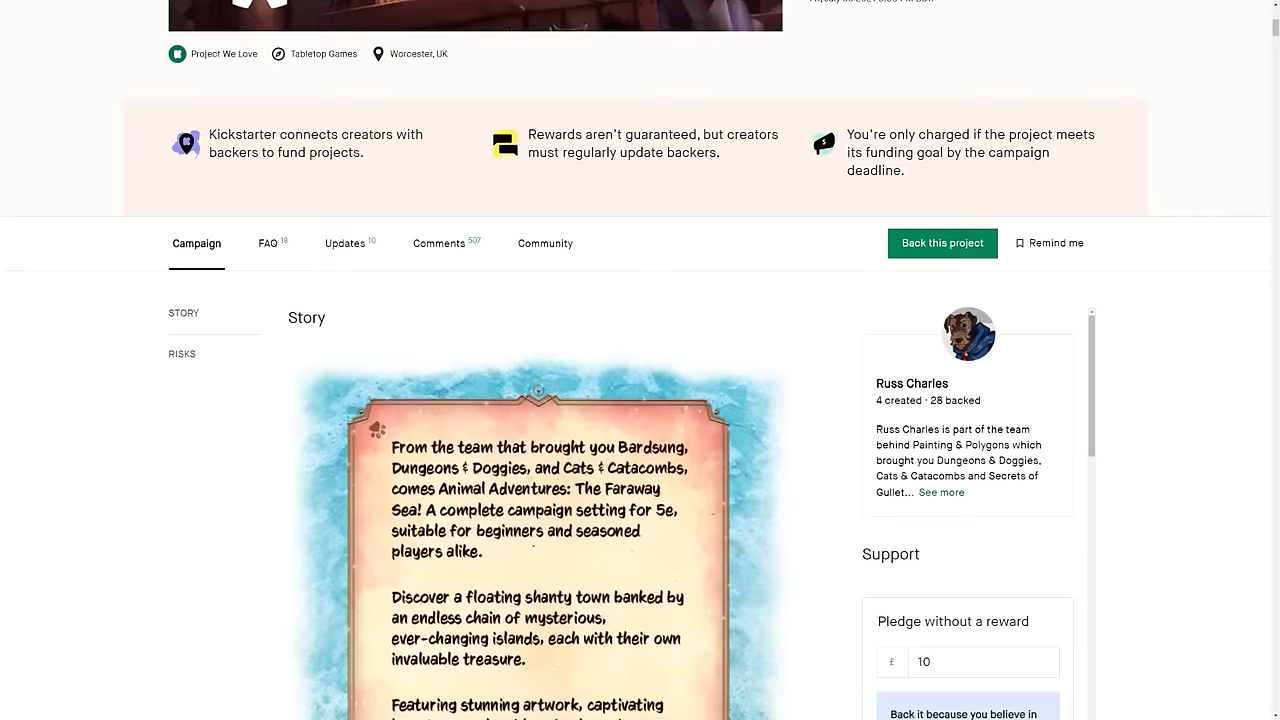 Project We Love
Tabletop Games
Worcester, UK
Kickstarter connects creators with
backers to fund projects.
Rewards aren't guaranteed, but creators
must regularly update backers.
You're only charged if the project meets
its funding goal by the campaign
deadline.
Campaign
FAQ 18
Updates 10
Comments 507
Community
Back this project
Remind me
STORY
RISKS
Story
From the team that brought you Bardsung,
Dungeons & Doggies, and Cats & Catacombs,
comes Animal Adventures: The Faraway
Sea! A complete campaign setting for 5e,
suitable for beginners and seasoned
players alike.
Discover a floating shanty town banked by
an endless chain of mysterious,
ever-changing islands, each with their own
invaluable treasure.
Featuring stunning artwork, captivating
Russ Charles
4 created · 28 backed
Russ Charles is part of the team
behind Painting & Polygons which
brought you Dungeons & Doggies,
Cats & Catacombs and Secrets of
Gullet... See more
Support
Pledge without a reward
£ 10
Back it because you believe in